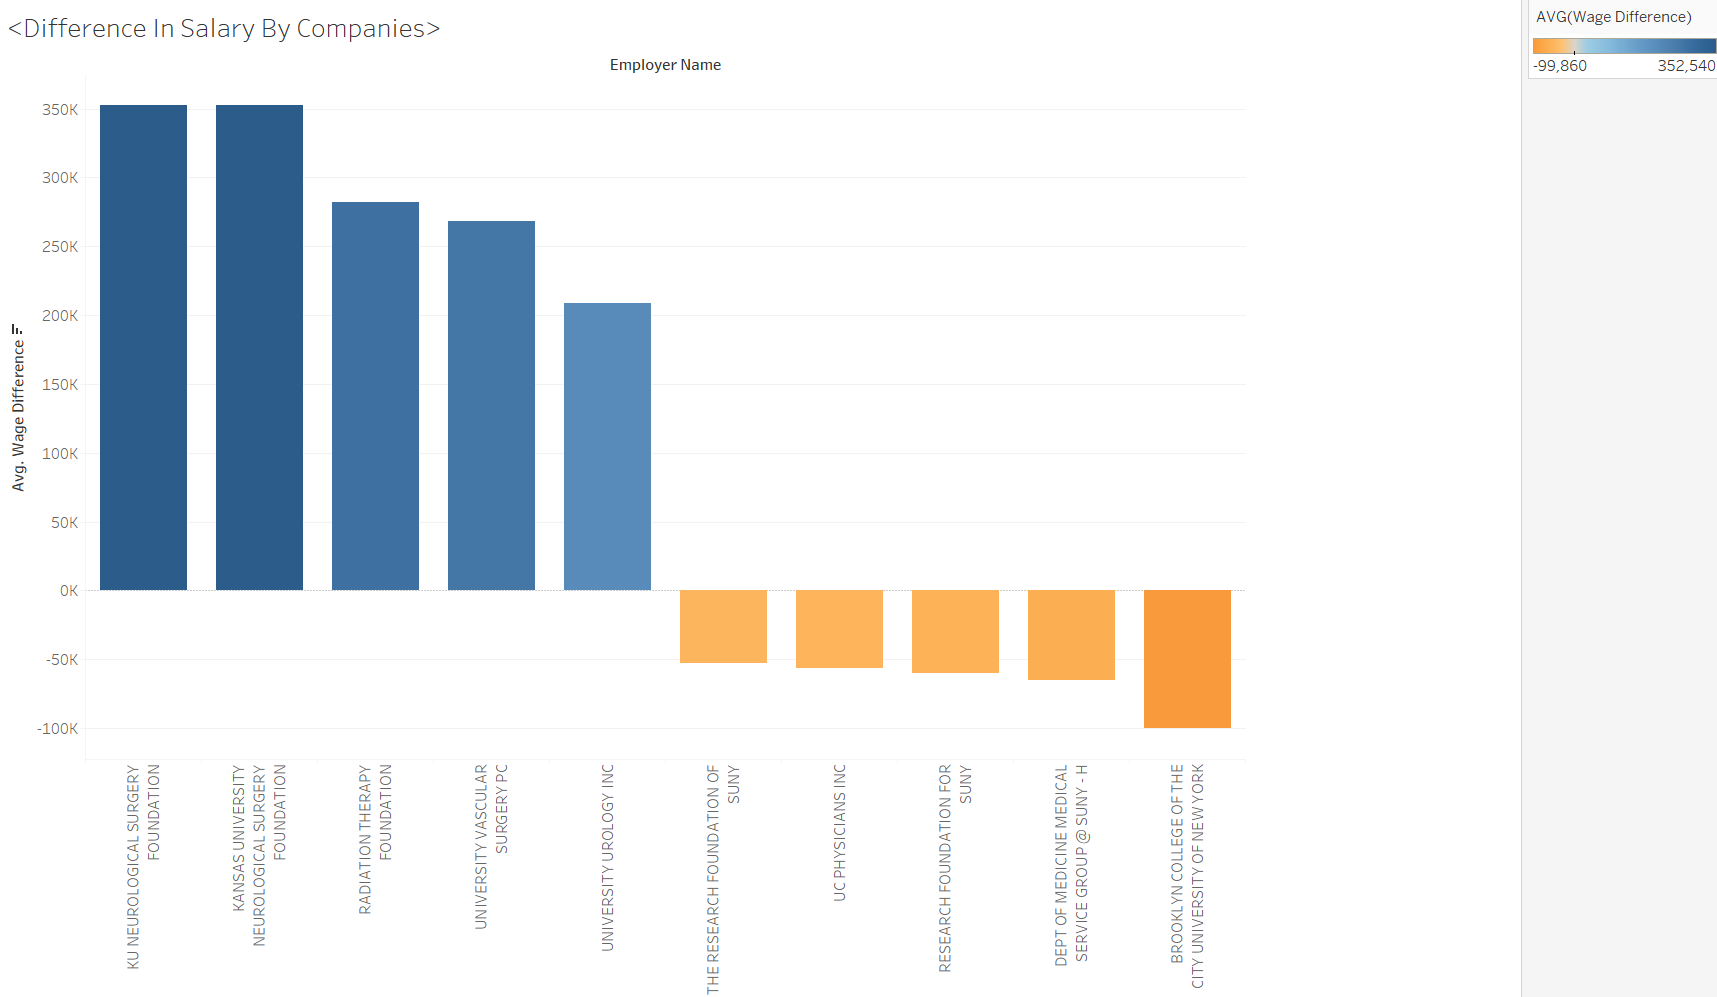 <Difference In Salary By Companies>
AVG(Wage Difference)
-99,860 352,540
Employer Name
Avg. Wage Difference
350K
300K
250K
200K
150K
100K
50K
0K
-50K
-100K
KU NEUROLOGICAL SURGERY
FOUNDATION
KANSAS UNIVERSITY
NEUROLOGICAL SURGERY
FOUNDATION
RADIATION THERAPY
FOUNDATION
UNIVERSITY VASCULAR
SURGERY PC
UNIVERSITY UROLOGY INC
THE RESEARCH FOUNDATION OF
SUNY
UC PHYSICIANS INC
RESEARCH FOUNDATION FOR
SUNY
DEPT OF MEDICINE MEDICAL
SERVICE GROUP @ SUNY - H
BROOKLYN COLLEGE OF THE
CITY UNIVERSITY OF NEW YORK